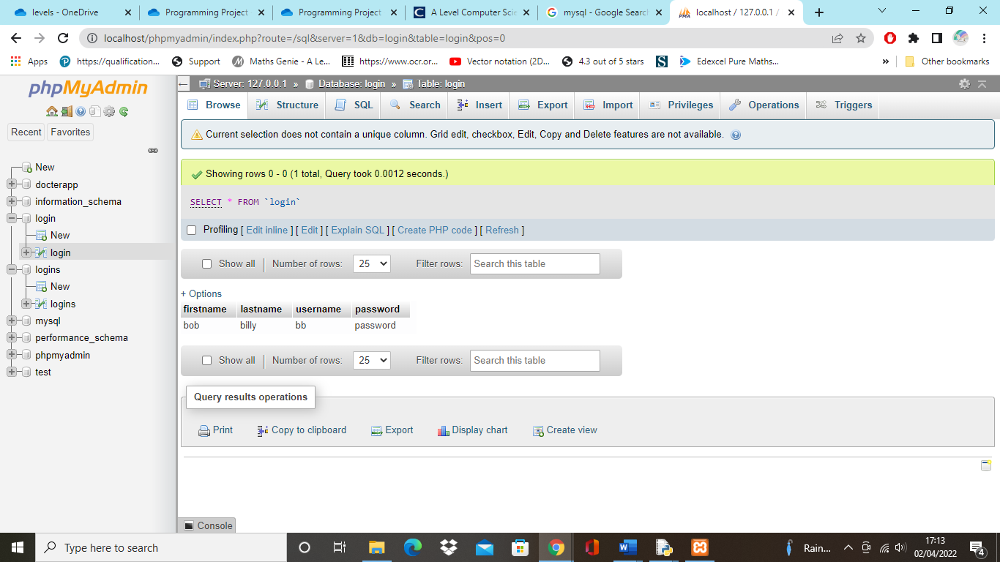 levels - OneDrive
Programming Project
Programming Project
A Level Computer Scie
mysql - Google Search
localhost / 127.0.0.1 /
localhost/phpmyadmin/index.php?route=/sql&server=1&db=login&table=login&pos=0
Apps
https://qualification...
Support
Maths Genie - A Le...
https://www.ocr.or...
Vector notation (2D...
4.3 out of 5 stars
Edexcel Pure Maths...
»
Other bookmarks
phpMyAdmin
Recent
Favorites
New
docterapp
information_schema
login
New
login
logins
New
logins
mysql
performance_schema
phpmyadmin
test
Server: 127.0.0.1 » Database: login » Table: login
Browse Structure SQL Search Insert Export Import Privileges Operations Triggers
Current selection does not contain a unique column. Grid edit, checkbox, Edit, Copy and Delete features are not available.
Showing rows 0 - 0 (1 total, Query took 0.0012 seconds.)
SELECT * FROM `login`
Profiling [ Edit inline ] [ Edit ] [ Explain SQL ] [ Create PHP code ] [ Refresh ]
Show all | Number of rows: 25 Filter rows: Search this table
+ Options
firstname lastname username password
bob billy bb password
Show all | Number of rows: 25 Filter rows: Search this table
Query results operations
Print Copy to clipboard Export Display chart Create view
Console
Type here to search
Rain...
17:13
02/04/2022
4